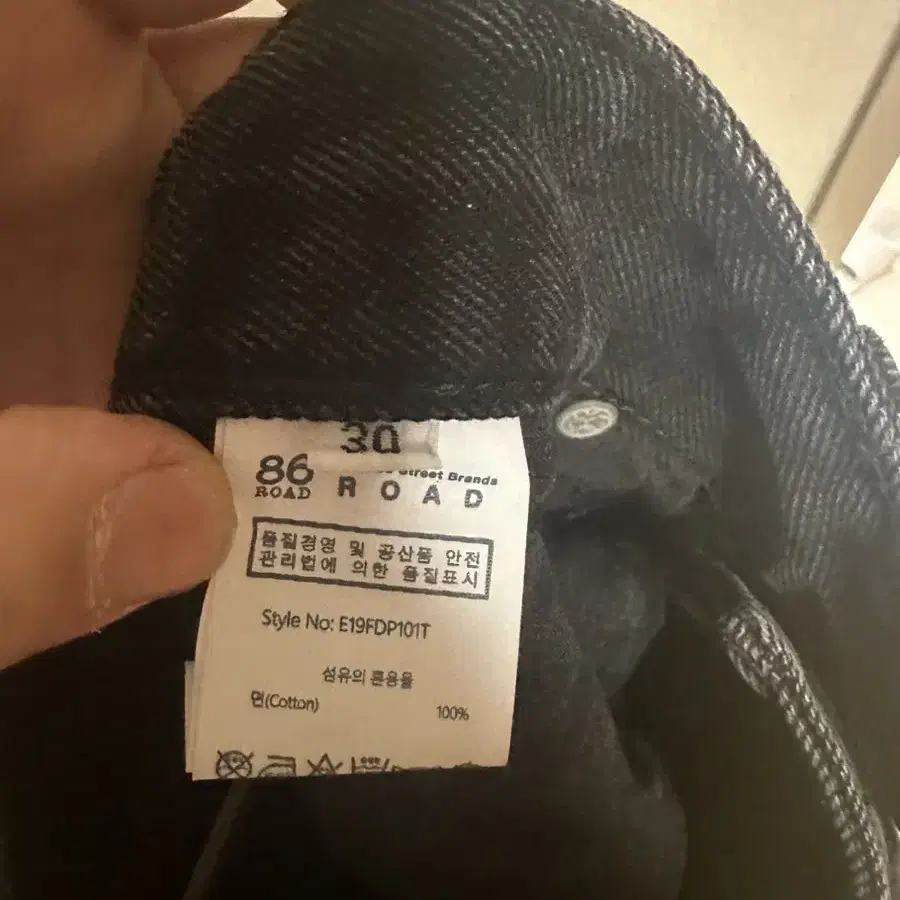 30
86
ROAD
Street Brands
ROAD
품질경영 및 공산품 안전
관리법에 의한 품질표시
Style No: E19FDP101T
섬유의 혼용율
면(Cotton) 100%